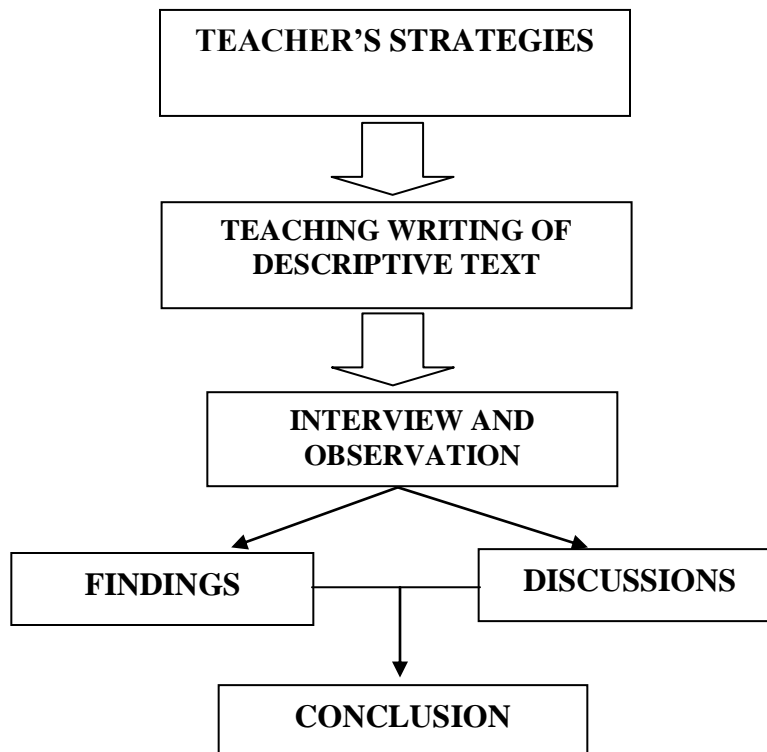 TEACHER’S STRATEGIES
TEACHING WRITING OF
DESCRIPTIVE TEXT
INTERVIEW AND
OBSERVATION
FINDINGS
DISCUSSIONS
CONCLUSION